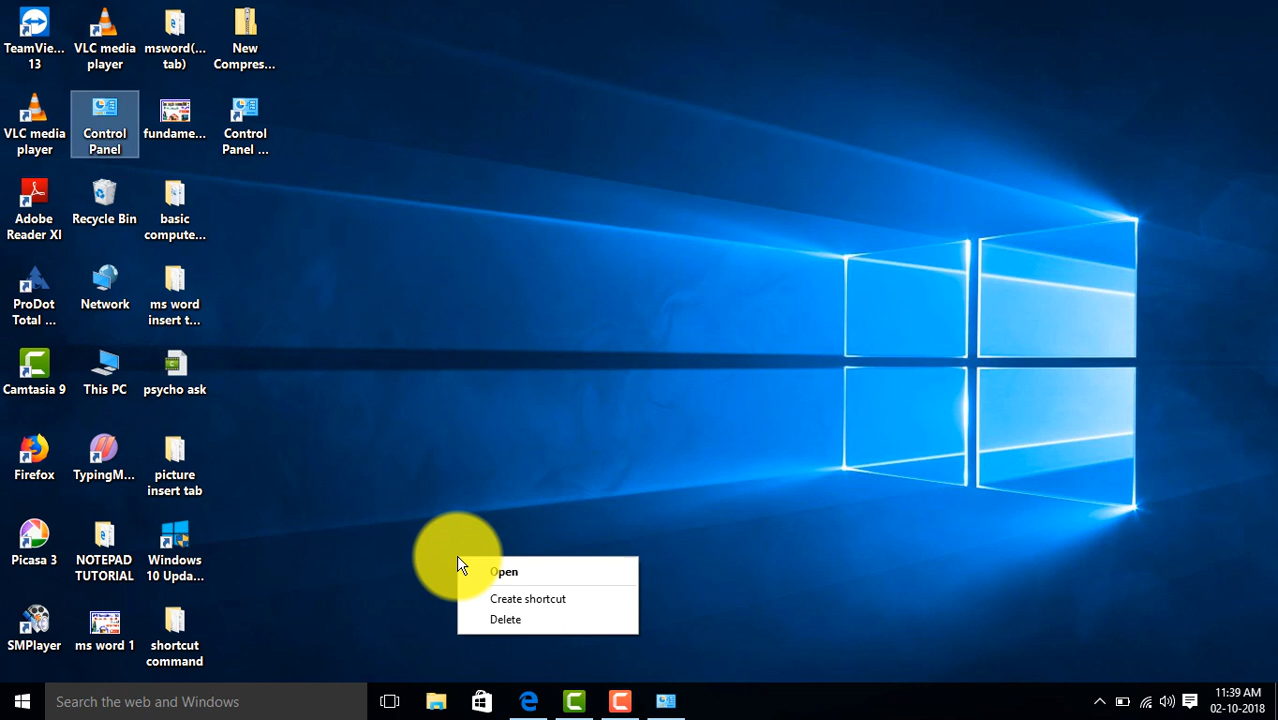 TeamVie...
13
VLC media
player
msword(...
tab)
New
Compres...
VLC media
player
Control
Panel
fundame...
Control
Panel ...
Adobe
Reader XI
Recycle Bin
basic
compute...
ProDot
Total ...
Network
ms word
insert t...
Camtasia 9
This PC
psycho ask
Firefox
TypingM...
picture
insert tab
Picasa 3
NOTEPAD
TUTORIAL
Windows
10 Upda...
SMPlayer
ms word 1
shortcut
command
Open
Create shortcut
Delete
Search the web and Windows
11:39 AM
02-10-2018